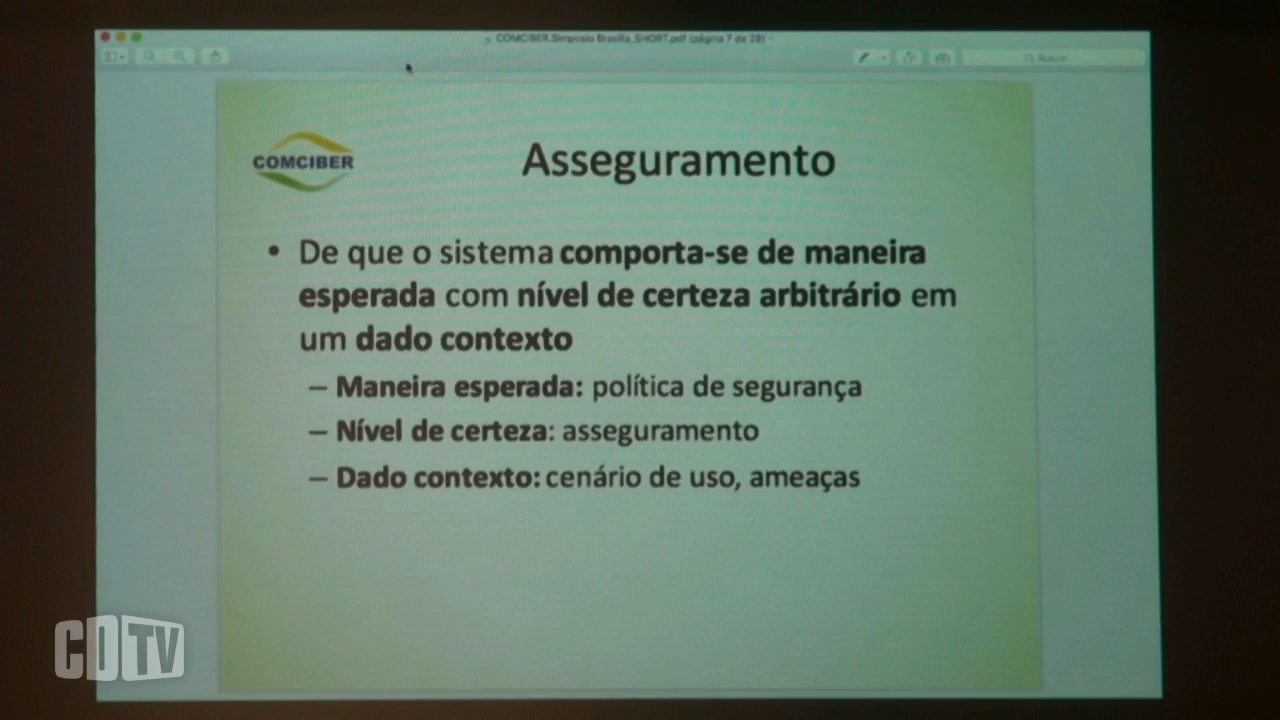 COMCIBER.Simposio Brasilia_SHORT.pdf (página 7 de 28)
Buscar
COMCIBER
Asseguramento
• De que o sistema comporta-se de maneira
esperada com nível de certeza arbitrário em
um dado contexto
– Maneira esperada: política de segurança
– Nível de certeza: asseguramento
– Dado contexto: cenário de uso, ameaças
CDTV